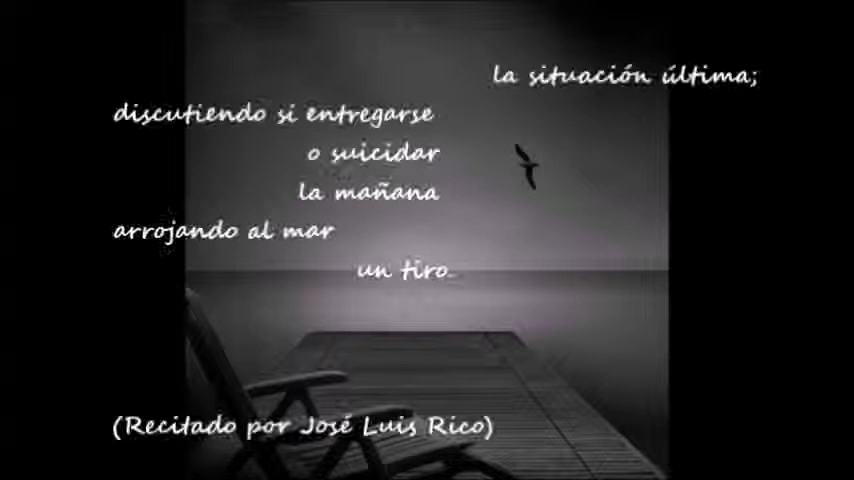 la situación última;
discutiendo si entregarse
o suicidar
la mañana
arrojando al mar
un tiro.
(Recitado por José Luis Rico)